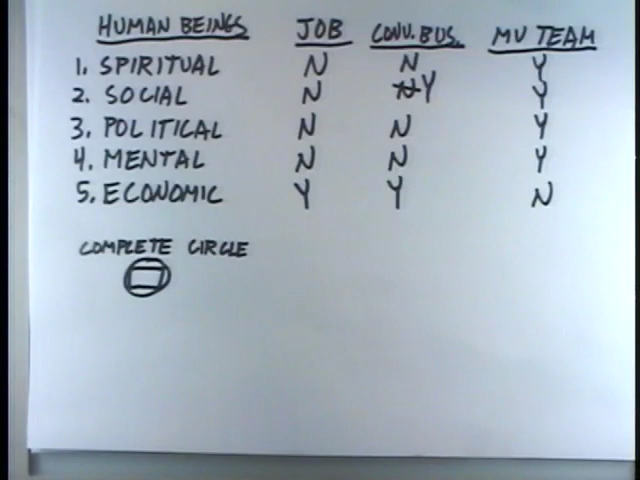 HUMAN BEINGS JOB CONV. BUS. MV TEAM
1. SPIRITUAL N N Y
2. SOCIAL N N Y Y
3. POLITICAL N N Y
4. MENTAL N N Y
5. ECONOMIC Y Y N
COMPLETE CIRCLE